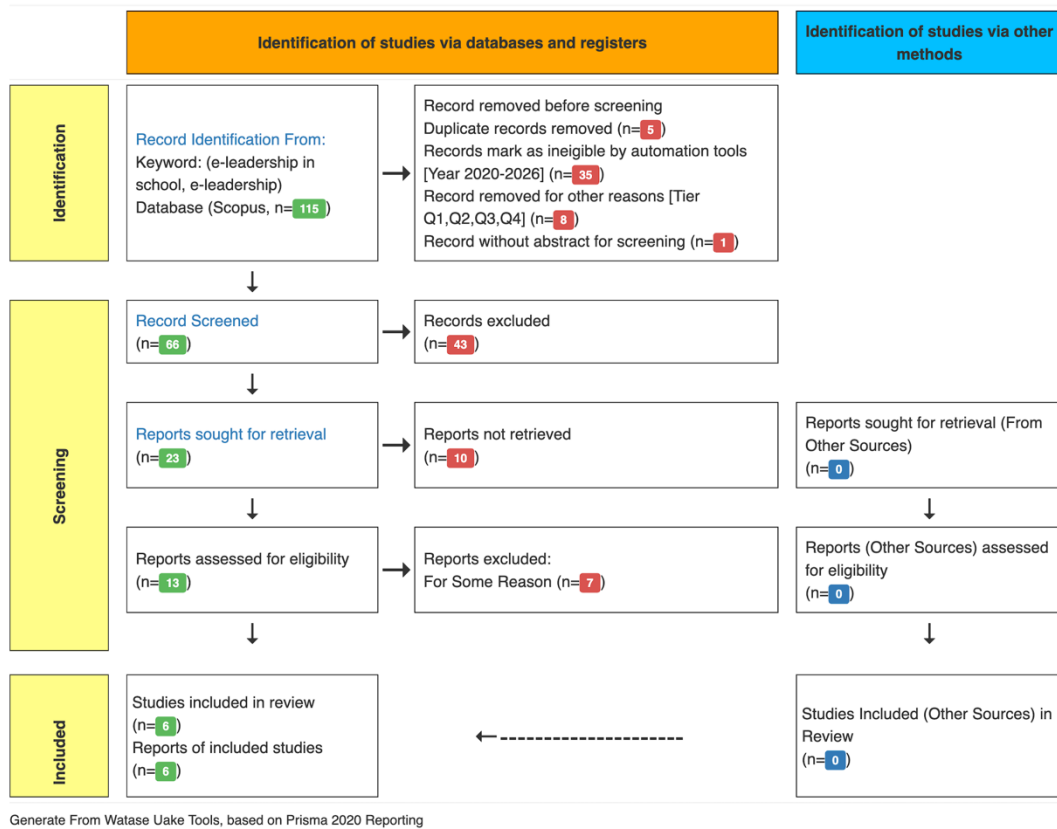 Identification of studies via databases and registers
Identification of studies via other
methods
Identification
Record Identification From:
Keyword: (e-leadership in
school, e-leadership)
Database (Scopus, n= 115 )
Record removed before screening
Duplicate records removed (n= 5 )
Records mark as ineigible by automation tools
[Year 2020-2026] (n= 35 )
Record removed for other reasons [Tier
Q1,Q2,Q3,Q4] (n= 8 )
Record without abstract for screening (n= 1 )
Screening
Record Screened
(n= 66 )
Records excluded
(n= 43 )
Reports sought for retrieval
(n= 23 )
Reports not retrieved
(n= 10 )
Reports sought for retrieval (From
Other Sources)
(n= 0 )
Reports assessed for eligibility
(n= 13 )
Reports excluded:
For Some Reason (n= 7 )
Reports (Other Sources) assessed
for eligibility
(n= 0 )
Included
Studies included in review
(n= 6 )
Reports of included studies
(n= 6 )
Studies Included (Other Sources) in
Review
(n= 0 )
Generate From Watase Uake Tools, based on Prisma 2020 Reporting